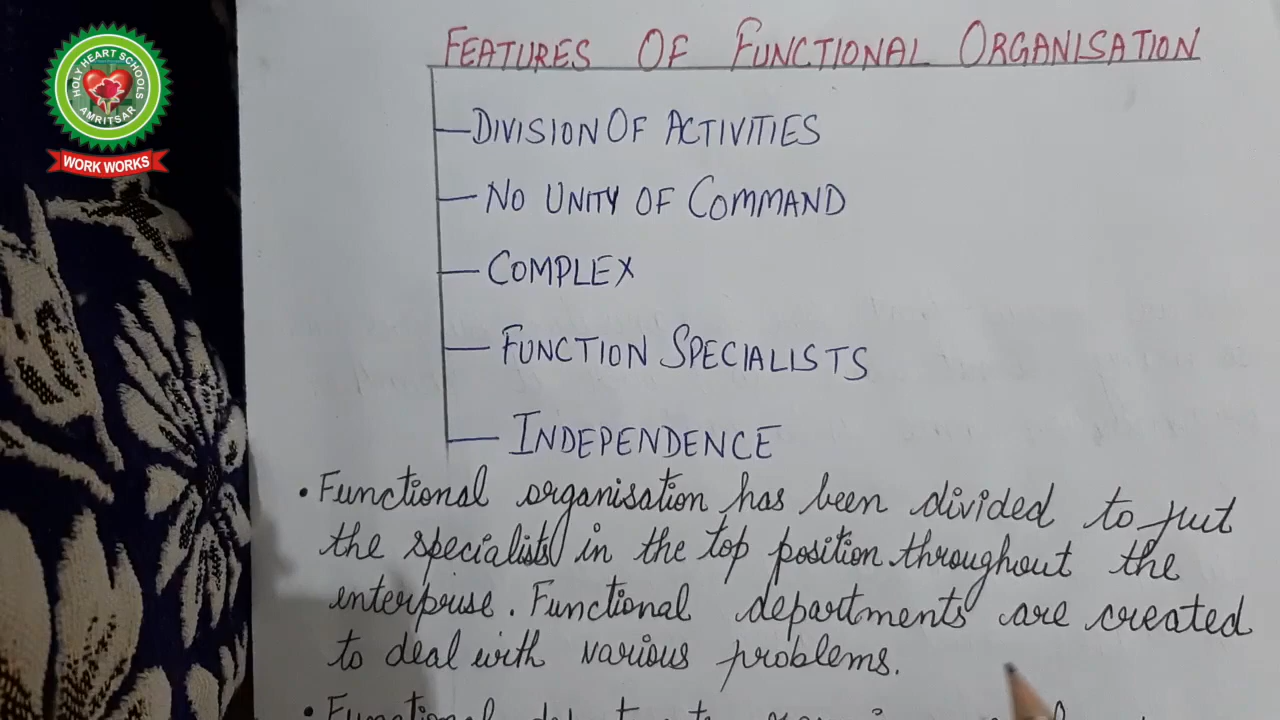 HOLY HEART SCHOOLS
AMRITSAR
WORK WORKS
FEATURES OF FUNCTIONAL ORGANISATION
DIVISION OF ACTIVITIES
NO UNITY OF COMMAND
COMPLEX
FUNCTION SPECIALISTS
INDEPENDENCE
• Functional organisation has been divided to put
the specialists in the top position throughout the
enterprise. Functional departments are created
to deal with various problems.
• Functional